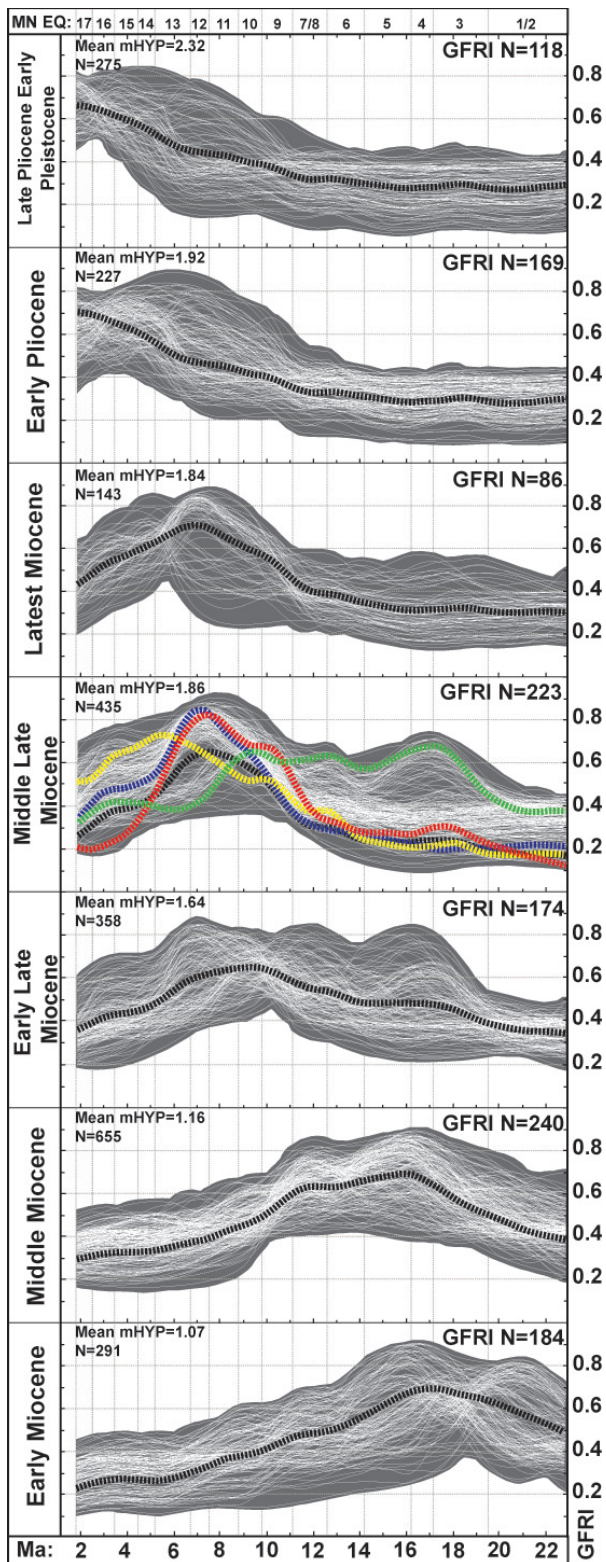 MN EQ: 17 16 15 14 13 12 11 10 9 7/8 6 5 4 3 1/2
Late Pliocene Early
Pleistocene
Mean mHYP=2.32
N=275
GFRI N=118
0.8
0.6
0.4
0.2
Early Pliocene
Mean mHYP=1.92
N=227
GFRI N=169
0.8
0.6
0.4
0.2
Latest Miocene
Mean mHYP=1.84
N=143
GFRI N=86
0.8
0.6
0.4
0.2
Middle Late
Miocene
Mean mHYP=1.86
N=435
GFRI N=223
0.8
0.6
0.4
0.2
Early Late
Miocene
Mean mHYP=1.64
N=358
GFRI N=174
0.8
0.6
0.4
0.2
Middle Miocene
Mean mHYP=1.16
N=655
GFRI N=240
0.8
0.6
0.4
0.2
Early Miocene
Mean mHYP=1.07
N=291
GFRI N=184
0.8
0.6
0.4
0.2
Ma: 2 4 6 8 10 12 14 16 18 20 22 GFRI